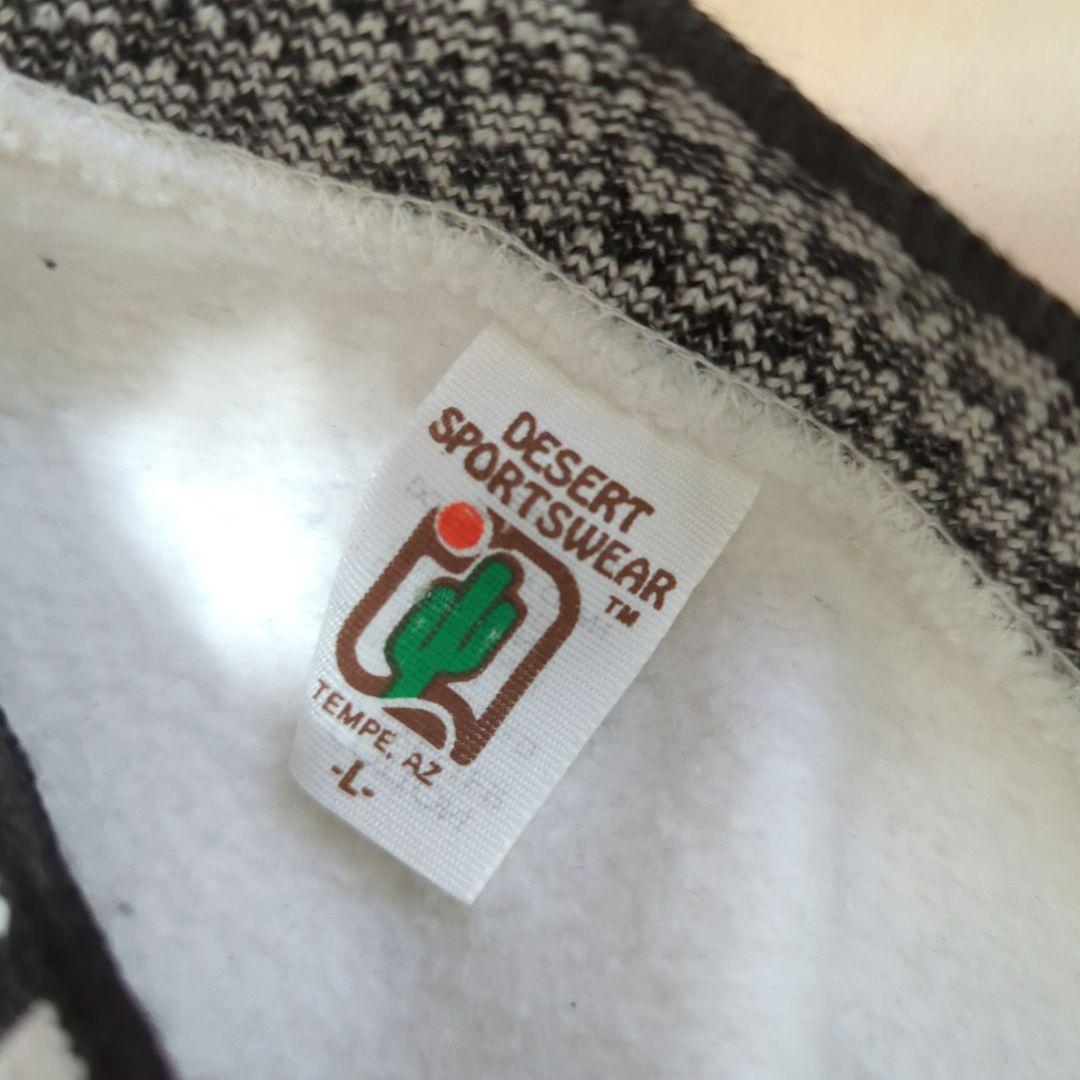 DESERT
SPORTSWEAR
TM
TEMPE, AZ
-L-